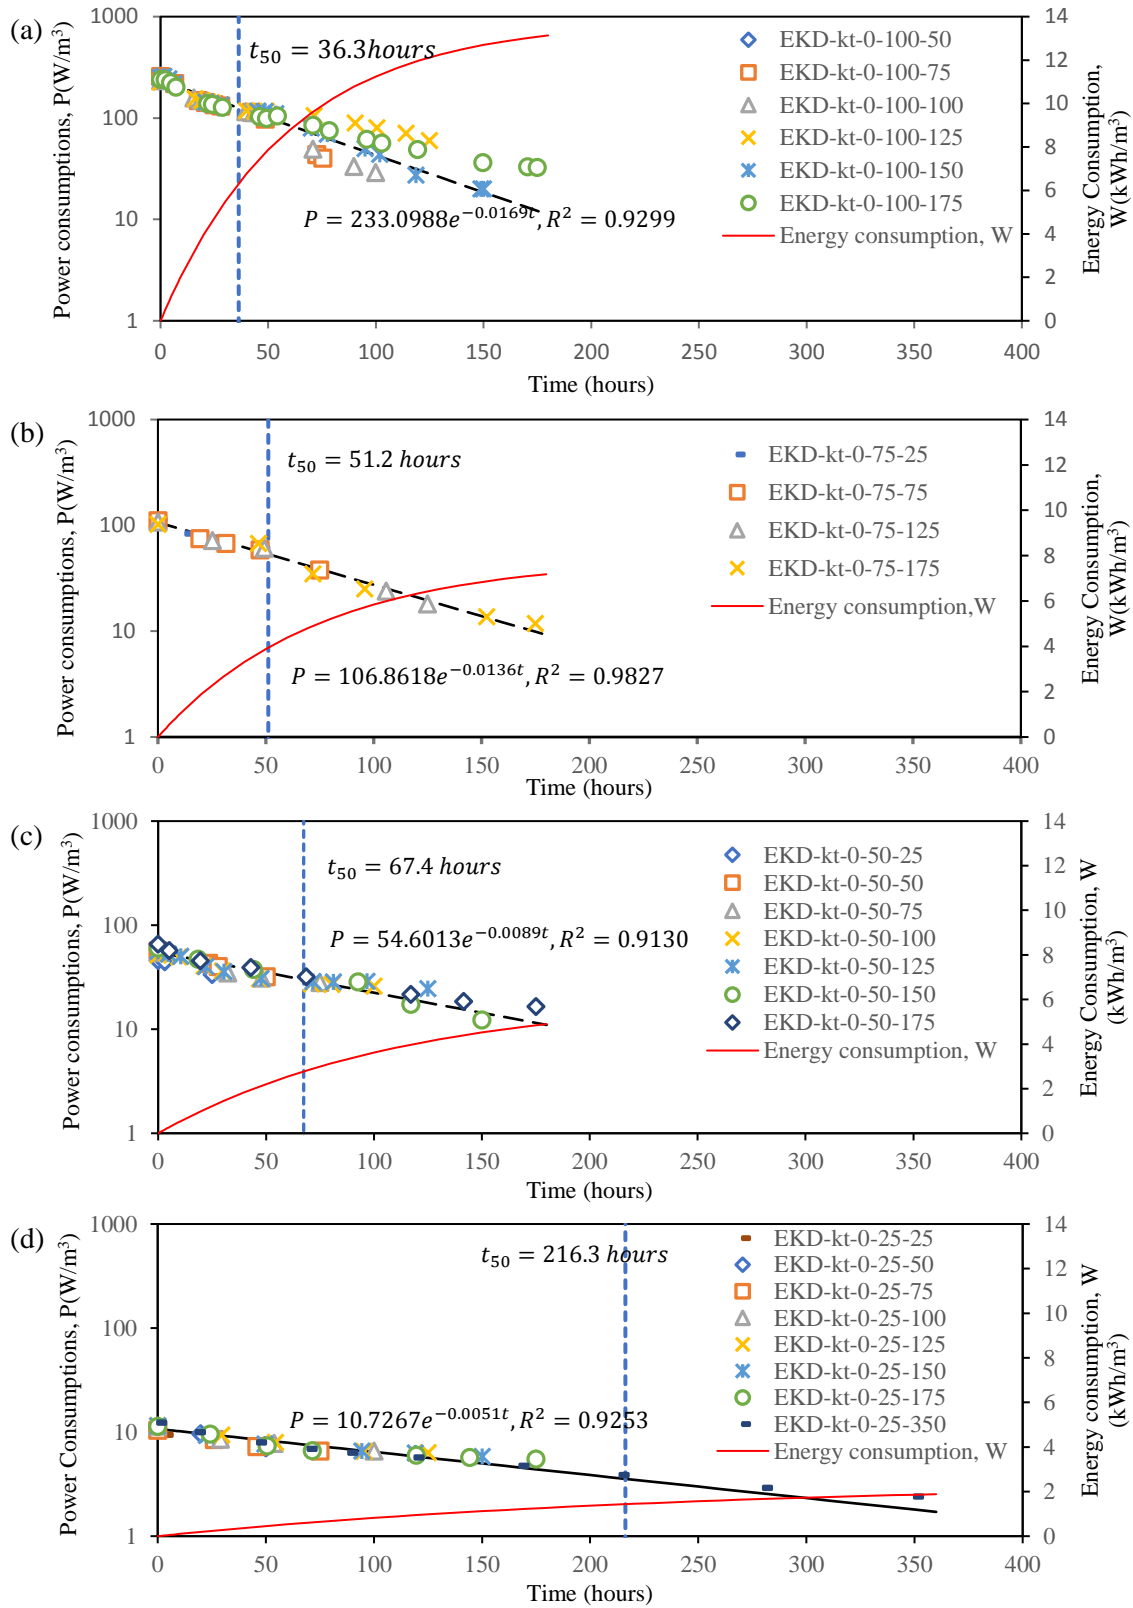 (a)
Power consumptions, P(W/m³)
1000
100
10
1
t₅₀ = 36.3hours
P = 233.0988e^{-0.0169t}, R² = 0.9299
EKD-kt-0-100-50
EKD-kt-0-100-75
EKD-kt-0-100-100
EKD-kt-0-100-125
EKD-kt-0-100-150
EKD-kt-0-100-175
Energy consumption, W
14
12
10
8
6
4
2
0
Energy Consumption,
W(kWh/m³)
0 50 100 150 200 250 300 350 400
Time (hours)
(b)
Power consumptions, P(W/m³)
1000
100
10
1
t₅₀ = 51.2 hours
P = 106.8618e^{-0.0136t}, R² = 0.9827
EKD-kt-0-75-25
EKD-kt-0-75-75
EKD-kt-0-75-125
EKD-kt-0-75-175
Energy consumption,W
14
12
10
8
6
4
2
0
Energy Consumption,
W(kWh/m³)
0 50 100 150 200 250 300 350 400
Time (hours)
(c)
Power consumptions, P(W/m³)
1000
100
10
1
t₅₀ = 67.4 hours
P = 54.6013e^{-0.0089t}, R² = 0.9130
EKD-kt-0-50-25
EKD-kt-0-50-50
EKD-kt-0-50-75
EKD-kt-0-50-100
EKD-kt-0-50-125
EKD-kt-0-50-150
EKD-kt-0-50-175
Energy consumption, W
14
12
10
8
6
4
2
0
Energy Consumption, W
(kWh/m³)
0 50 100 150 200 250 300 350 400
Time (hours)
(d)
Power Consumptions, P(W/m³)
1000
100
10
1
t₅₀ = 216.3 hours
P = 10.7267e^{-0.0051t}, R² = 0.9253
EKD-kt-0-25-25
EKD-kt-0-25-50
EKD-kt-0-25-75
EKD-kt-0-25-100
EKD-kt-0-25-125
EKD-kt-0-25-150
EKD-kt-0-25-175
EKD-kt-0-25-350
Energy consumption, W
14
12
10
8
6
4
2
0
Energy consumption, W
(kWh/m³)
0 50 100 150 200 250 300 350 400
Time (hours)